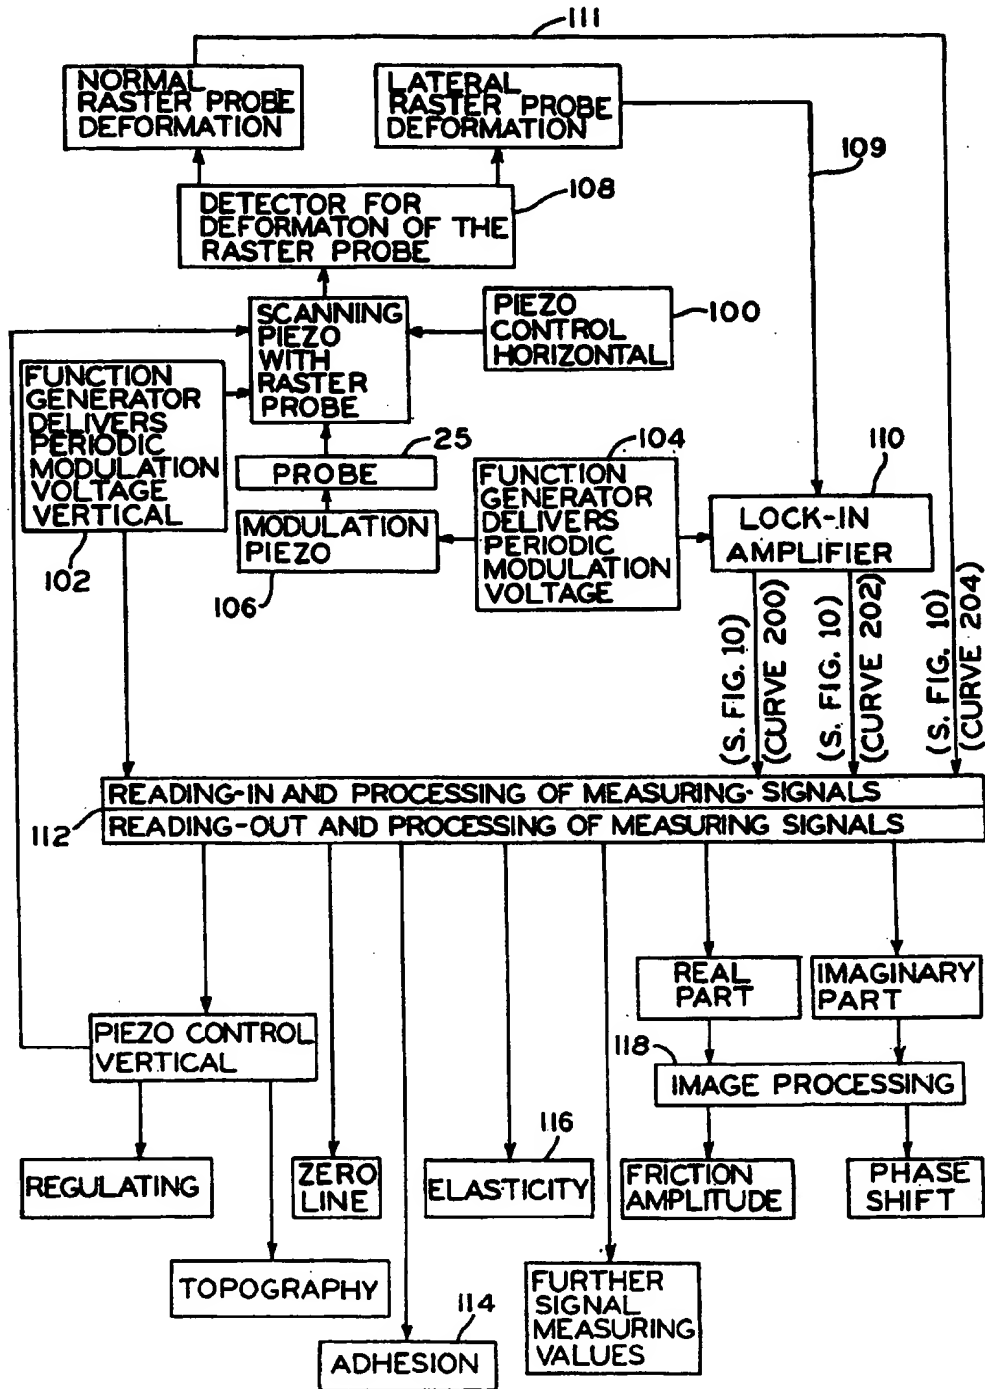 111
NORMAL
RASTER PROBE
DEFORMATION
LATERAL
RASTER PROBE
DEFORMATION
109
108
DETECTOR FOR
DEFORMATON OF THE
RASTER PROBE
SCANNING
PIEZO
WITH
RASTER
PROBE
PIEZO
CONTROL
HORIZONTAL
100
FUNCTION
GENERATOR
DELIVERS
PERIODIC
MODULATION
VOLTAGE
VERTICAL
102
25
PROBE
MODULATION
PIEZO
106
104
FUNCTION
GENERATOR
DELIVERS
PERIODIC
MODULATION
VOLTAGE
110
LOCK-IN
AMPLIFIER
(S. FIG. 10)
(CURVE 200)
(S. FIG. 10)
(CURVE 202)
(S. FIG. 10)
(CURVE 204)
READING-IN AND PROCESSING OF MEASURING- SIGNALS
READING-OUT AND PROCESSING OF MEASURING SIGNALS
112
REAL
PART
IMAGINARY
PART
PIEZO CONTROL
VERTICAL
118
IMAGE PROCESSING
REGULATING
ZERO
LINE
116
ELASTICITY
FRICTION
AMPLITUDE
PHASE
SHIFT
TOPOGRAPHY
FURTHER
SIGNAL
MEASURING
VALUES
114
ADHESION